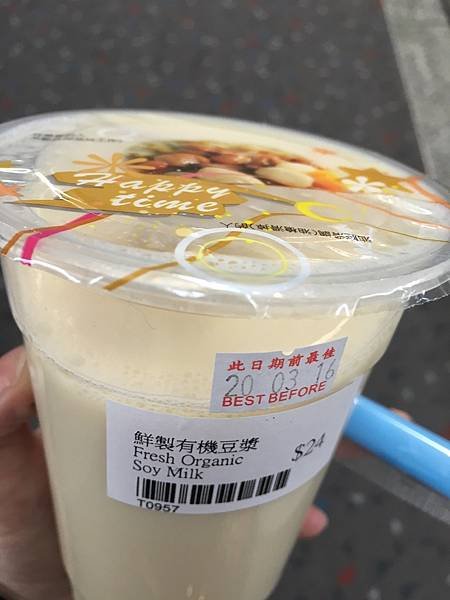 Happy
time
此日期前最佳
20 03 16
BEST BEFORE
鮮製有機豆漿
$24
Fresh Organic
Soy Milk
T0957